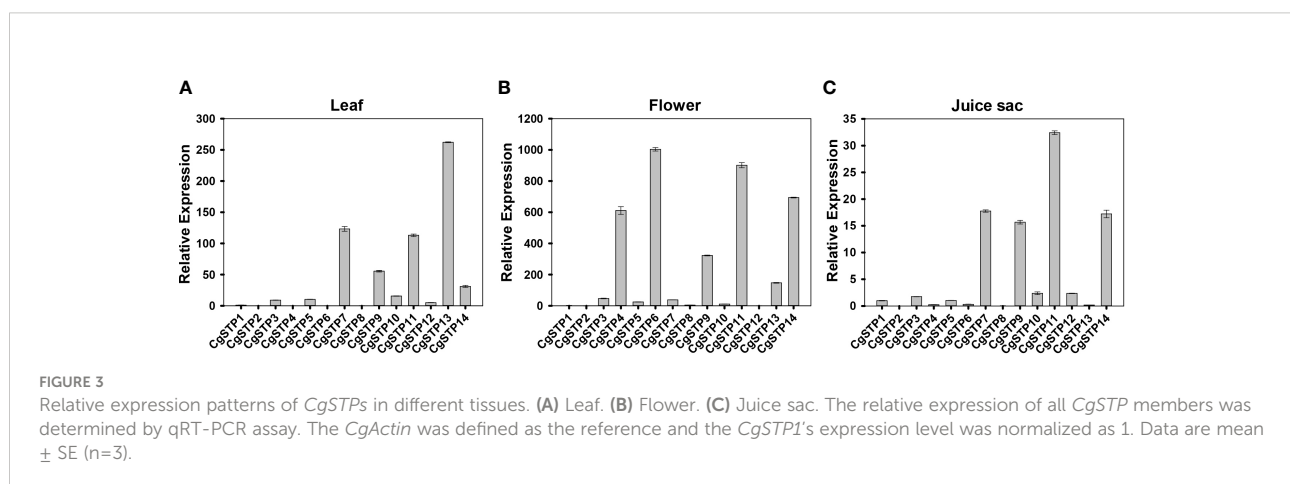 A
Leaf
Relative Expression
300
250
200
150
100
50
0
CgSTP1
CgSTP2
CgSTP3
CgSTP4
CgSTP5
CgSTP6
CgSTP7
CgSTP8
CgSTP9
CgSTP10
CgSTP11
CgSTP12
CgSTP13
CgSTP14
B
Flower
Relative Expression
1200
1000
800
600
400
200
0
CgSTP1
CgSTP2
CgSTP3
CgSTP4
CgSTP5
CgSTP6
CgSTP7
CgSTP8
CgSTP9
CgSTP10
CgSTP11
CgSTP12
CgSTP13
CgSTP14
C
Juice sac
Relative Expression
35
30
25
20
15
10
5
0
CgSTP1
CgSTP2
CgSTP3
CgSTP4
CgSTP5
CgSTP6
CgSTP7
CgSTP8
CgSTP9
CgSTP10
CgSTP11
CgSTP12
CgSTP13
CgSTP14
FIGURE 3
Relative expression patterns of CgSTPs in different tissues. (A) Leaf. (B) Flower. (C) Juice sac. The relative expression of all CgSTP members was
determined by qRT-PCR assay. The CgActin was defined as the reference and the CgSTP1's expression level was normalized as 1. Data are mean
± SE (n=3).